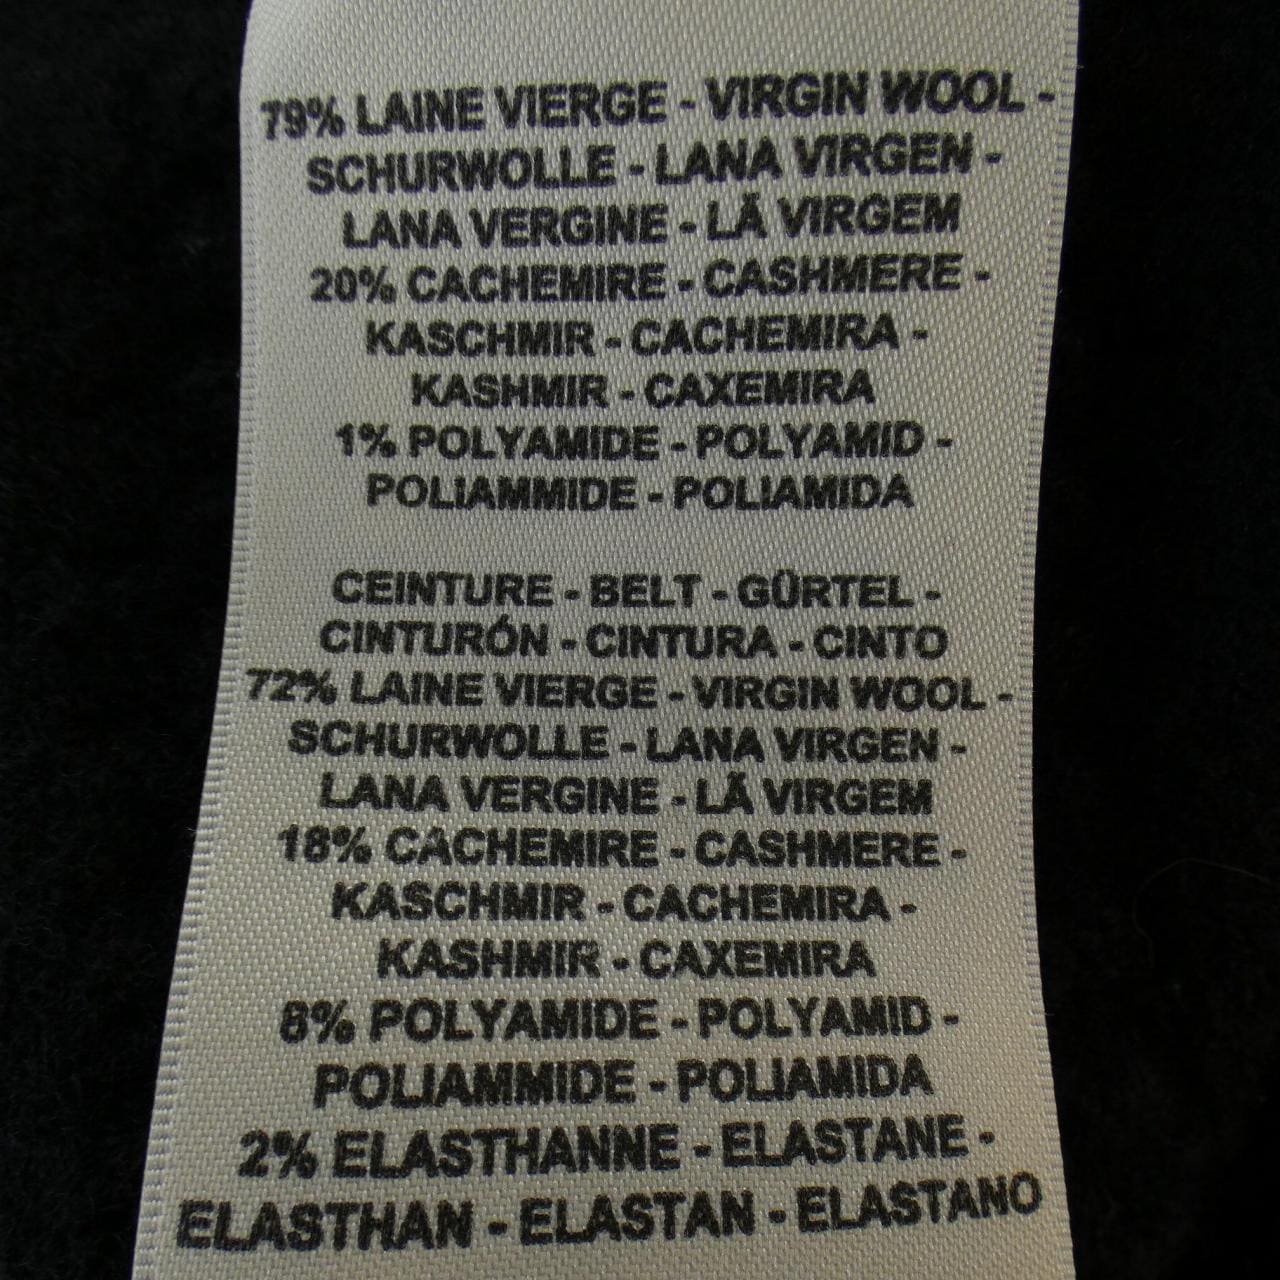 79% LAINE VIERGE - VIRGIN WOOL -
SCHURWOLLE - LANA VIRGEN -
LANA VERGINE - LÃ VIRGEM
20% CACHEMIRE - CASHMERE -
KASCHMIR - CACHEMIRA -
KASHMIR - CAXEMIRA
1% POLYAMIDE - POLYAMID -
POLIAMMIDE - POLIAMIDA
CEINTURE - BELT - GÜRTEL -
CINTURÓN - CINTURA - CINTO
72% LAINE VIERGE - VIRGIN WOOL -
SCHURWOLLE - LANA VIRGEN -
LANA VERGINE - LÃ VIRGEM
18% CACHEMIRE - CASHMERE -
KASCHMIR - CACHEMIRA -
KASHMIR - CAXEMIRA
8% POLYAMIDE - POLYAMID -
POLIAMMIDE - POLIAMIDA
2% ELASTHANNE - ELASTANE -
ELASTHAN - ELASTAN - ELASTANO